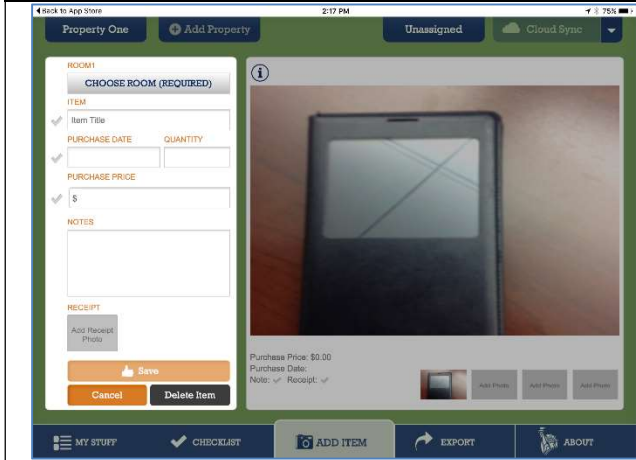 Back to App Store 2:17 PM 75%
Property One Add Property Unassigned Cloud Sync
ROOM1
CHOOSE ROOM (REQUIRED)
ITEM
Item Title
PURCHASE DATE QUANTITY
PURCHASE PRICE
$
NOTES
RECEIPT
Add Receipt
Photo
Save
Cancel Delete Item
i
Purchase Price: $0.00
Purchase Date:
Note: Receipt:
Add Photo Add Photo Add Photo
MY STUFF CHECKLIST ADD ITEM EXPORT ABOUT